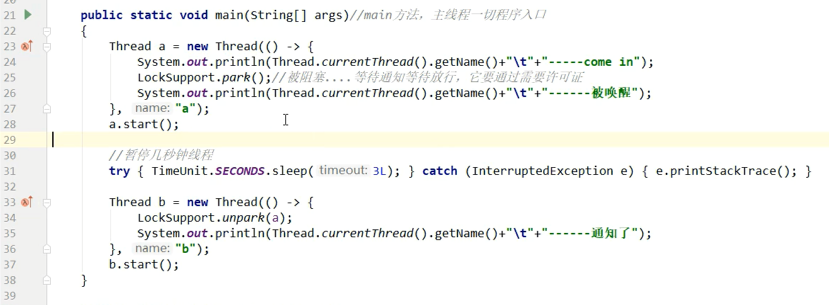 20
21 public static void main(String[] args)//main方法，主线程一切程序入口
22 {
23 Thread a = new Thread(() -> {
24 System.out.println(Thread.currentThread().getName()+"\t"+"-----come in");
25 LockSupport.park();//被阻塞....等待通知等待放行，它要通过需要许可证
26 System.out.println(Thread.currentThread().getName()+"\t"+"------被唤醒");
27 }, name: "a");
28 a.start();
29
30 //暂停几秒钟线程
31 try { TimeUnit.SECONDS.sleep( timeout: 3L); } catch (InterruptedException e) { e.printStackTrace(); }
32
33 Thread b = new Thread(() -> {
34 LockSupport.unpark(a);
35 System.out.println(Thread.currentThread().getName()+"\t"+"------通知了");
36 }, name: "b");
37 b.start();
38 }
39